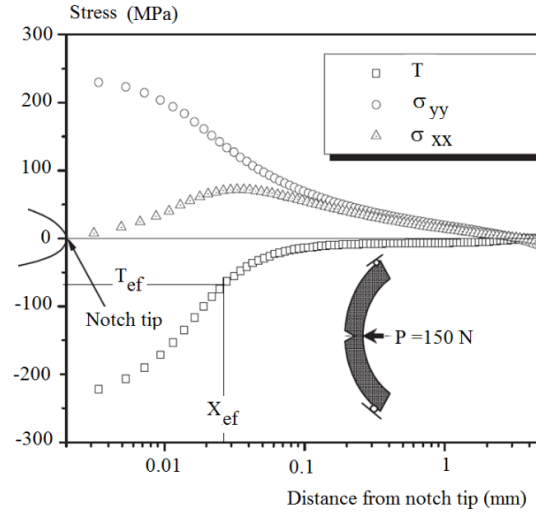 Stress (MPa)
300
200
100
0
-100
-200
-300
T
σyy
σxx
Tef
Notch tip
Xef
P =150 N
0.01
0.1
1
Distance from notch tip (mm)